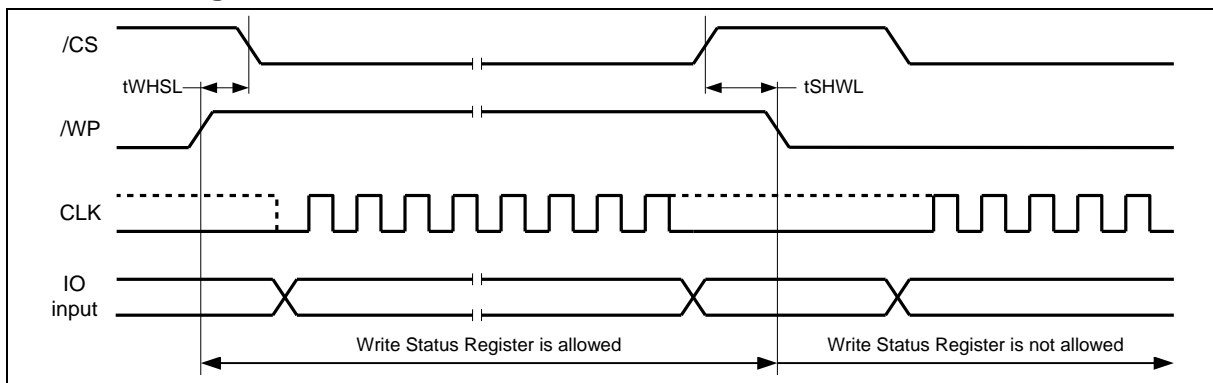 /CS
tWHSL
tSHWL
/WP
CLK
IO
input
Write Status Register is allowed
Write Status Register is not allowed